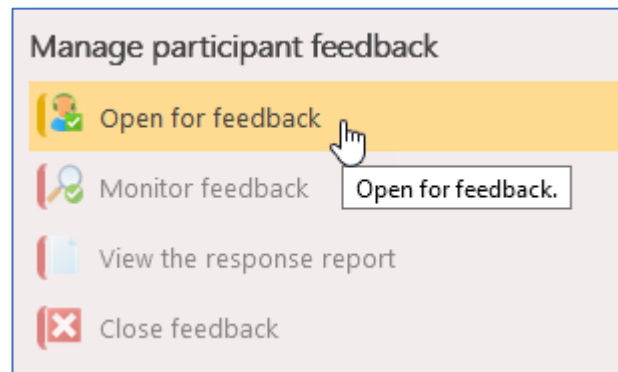 Manage participant feedback
Open for feedback
Monitor feedback
Open for feedback.
View the response report
Close feedback